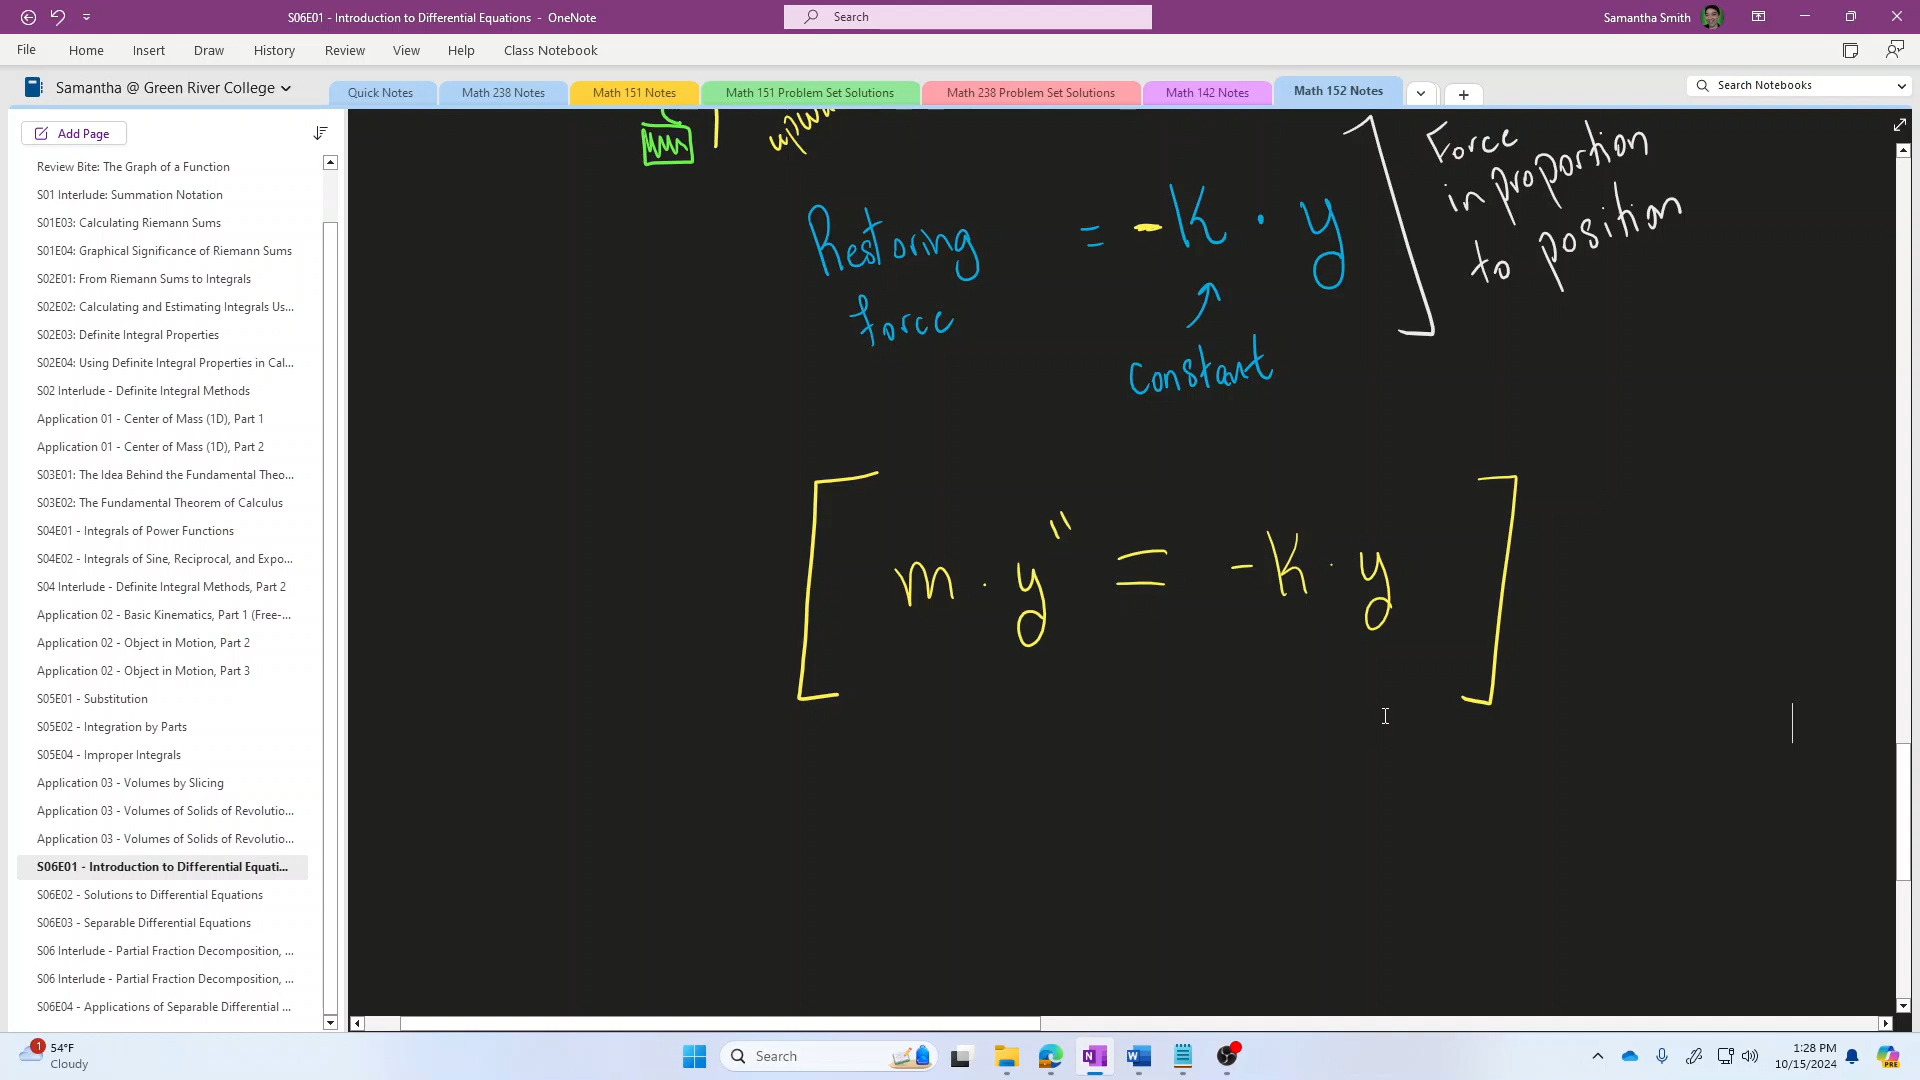 S06E01 - Introduction to Differential Equations - OneNote
Search
Samantha Smith
File Home Insert Draw History Review View Help Class Notebook
Samantha @ Green River College
Quick Notes
Math 238 Notes
Math 151 Notes
Math 151 Problem Set Solutions
Math 238 Problem Set Solutions
Math 142 Notes
Math 152 Notes
+
Search Notebooks
Add Page
Review Bite: The Graph of a Function
S01 Interlude: Summation Notation
S01E03: Calculating Riemann Sums
S01E04: Graphical Significance of Riemann Sums
S02E01: From Riemann Sums to Integrals
S02E02: Calculating and Estimating Integrals Us...
S02E03: Definite Integral Properties
S02E04: Using Definite Integral Properties in Cal...
S02 Interlude - Definite Integral Methods
Application 01 - Center of Mass (1D), Part 1
Application 01 - Center of Mass (1D), Part 2
S03E01: The Idea Behind the Fundamental Theo...
S03E02: The Fundamental Theorem of Calculus
S04E01 - Integrals of Power Functions
S04E02 - Integrals of Sine, Reciprocal, and Expo...
S04 Interlude - Definite Integral Methods, Part 2
Application 02 - Basic Kinematics, Part 1 (Free-...
Application 02 - Object in Motion, Part 2
Application 02 - Object in Motion, Part 3
S05E01 - Substitution
S05E02 - Integration by Parts
S05E04 - Improper Integrals
Application 03 - Volumes by Slicing
Application 03 - Volumes of Solids of Revolutio...
Application 03 - Volumes of Solids of Revolutio...
S06E01 - Introduction to Differential Equati...
S06E02 - Solutions to Differential Equations
S06E03 - Separable Differential Equations
S06 Interlude - Partial Fraction Decomposition, ...
S06 Interlude - Partial Fraction Decomposition, ...
S06E04 - Applications of Separable Differential ...
Restoring
force
= - K · y
constant
Force
in proportion
to position
m · y" = - K · y
1
54°F
Cloudy
Search
1:28 PM
10/15/2024
PRE